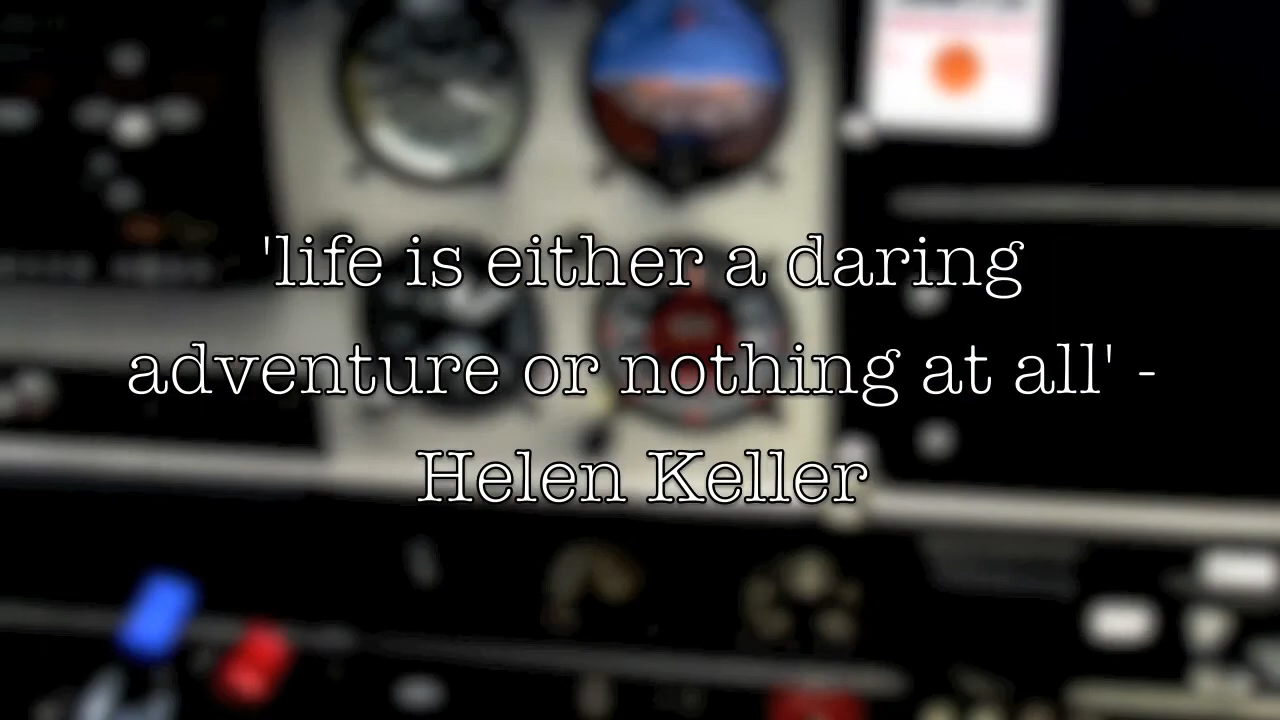 'life is either a daring
adventure or nothing at all' -
Helen Keller